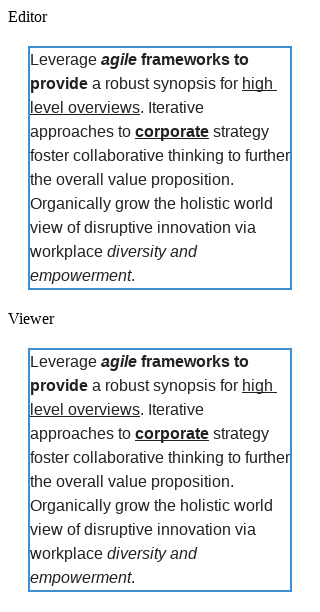 Editor
Leverage agile frameworks to
provide a robust synopsis for high
level overviews. Iterative
approaches to corporate strategy
foster collaborative thinking to further
the overall value proposition.
Organically grow the holistic world
view of disruptive innovation via
workplace diversity and
empowerment.
Viewer
Leverage agile frameworks to
provide a robust synopsis for high
level overviews. Iterative
approaches to corporate strategy
foster collaborative thinking to further
the overall value proposition.
Organically grow the holistic world
view of disruptive innovation via
workplace diversity and
empowerment.